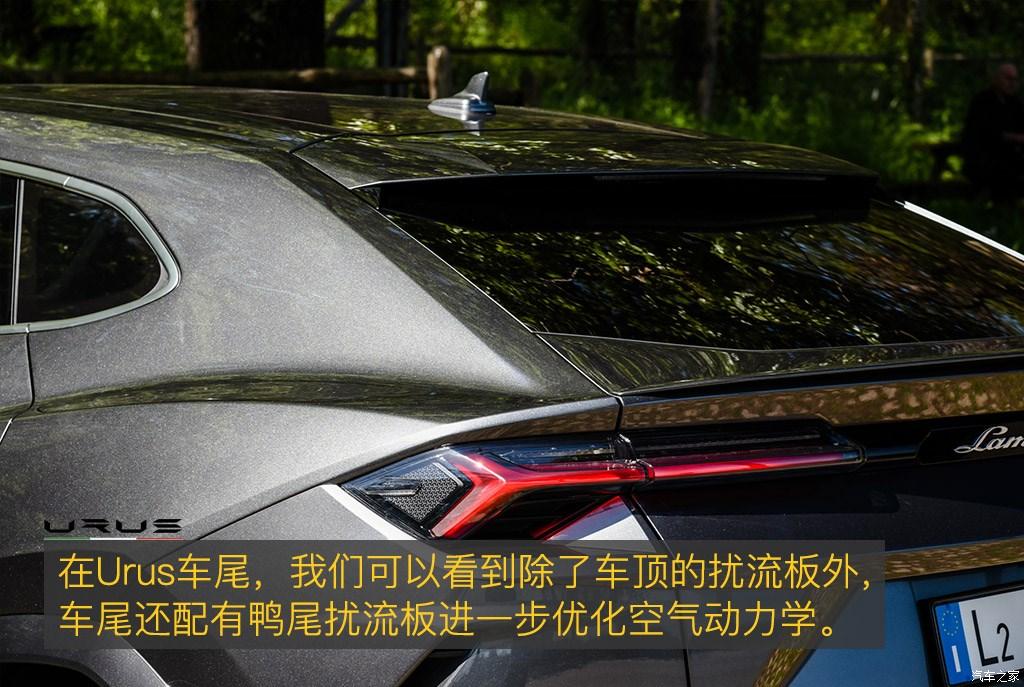 Lam
URUS
在Urus车尾，我们可以看到除了车顶的扰流板外，
车尾还配有鸭尾扰流板进一步优化空气动力学。
I L2
汽车之家